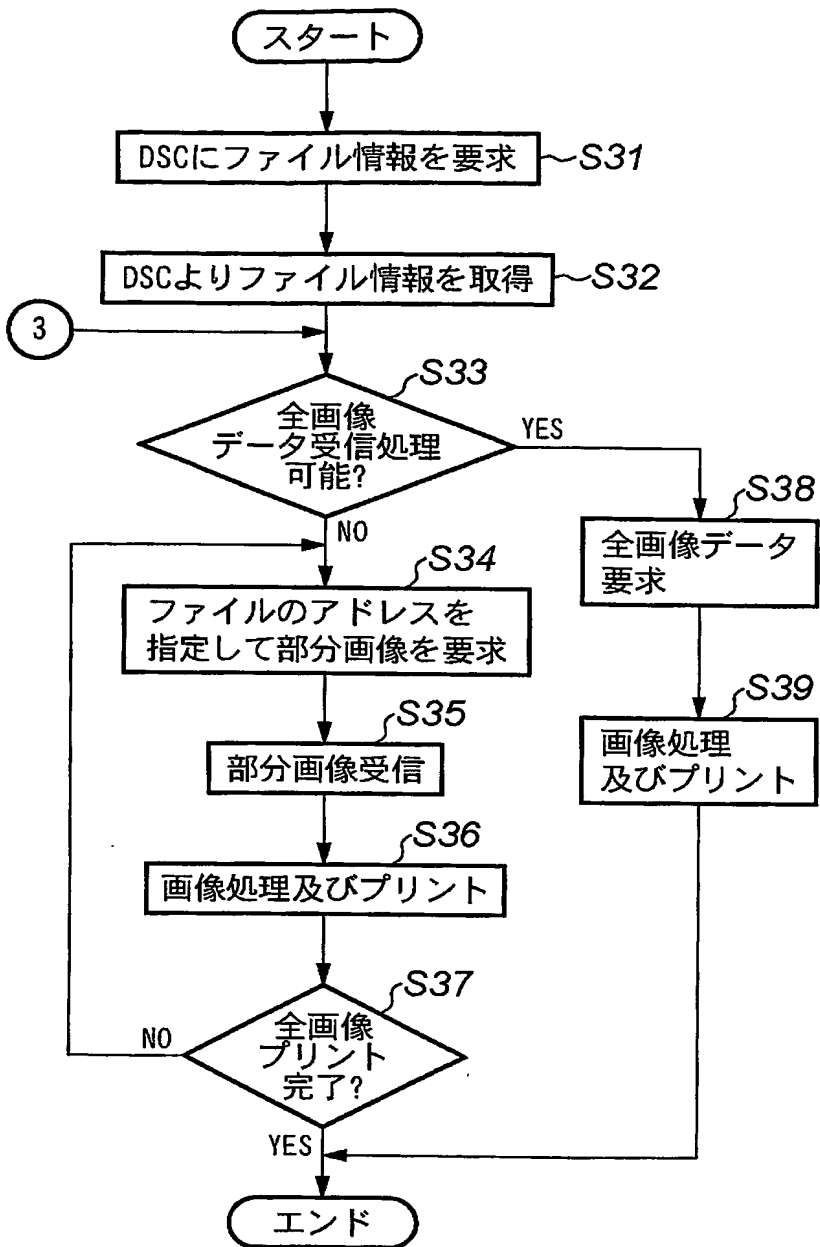 スタート
DSCにファイル情報を要求
S31
DSCよりファイル情報を取得
S32
3
S33
全画像
データ受信処理
可能?
YES
NO
S34
ファイルのアドレスを
指定して部分画像を要求
S35
部分画像受信
S36
画像処理及びプリント
S37
全画像
プリント
完了?
NO
YES
S38
全画像データ
要求
S39
画像処理
及びプリント
エンド